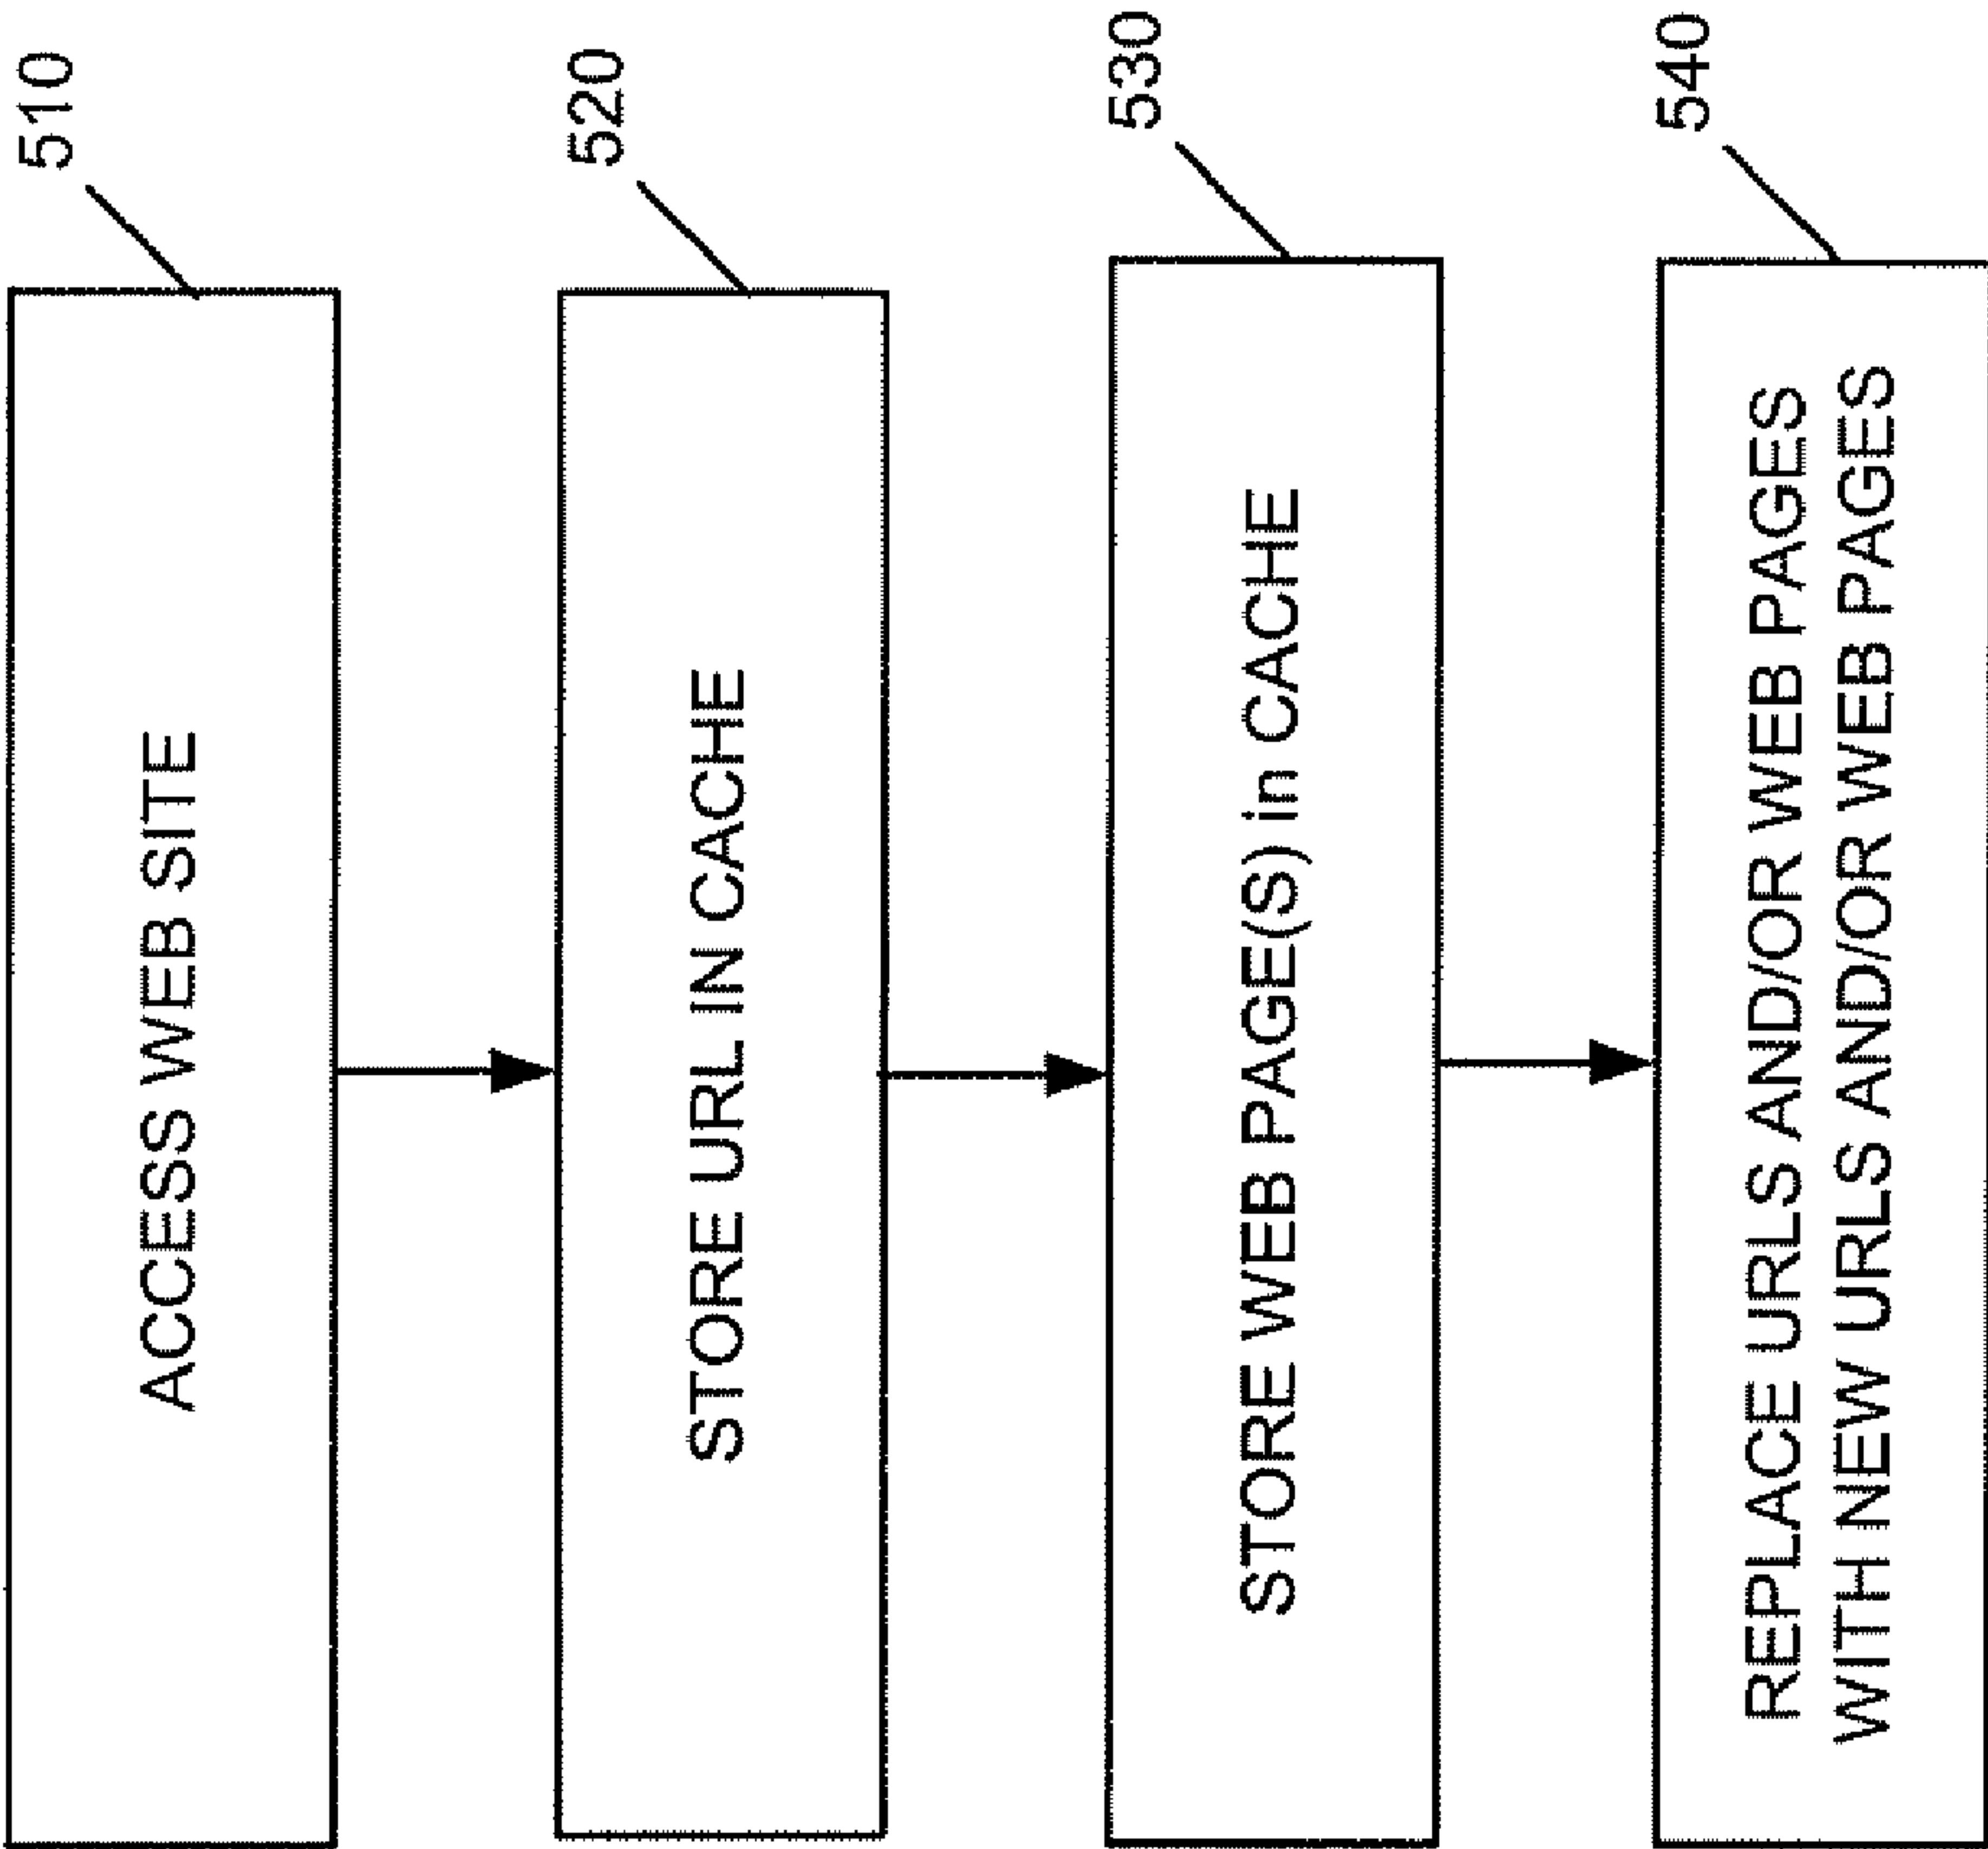 510
ACCESS WEB SITE
520
STORE URL IN CACHE
530
STORE WEB PAGE(S) in CACHE
540
REPLACE URLS AND/OR WEB PAGES
WITH NEW URLS AND/OR WEB PAGES